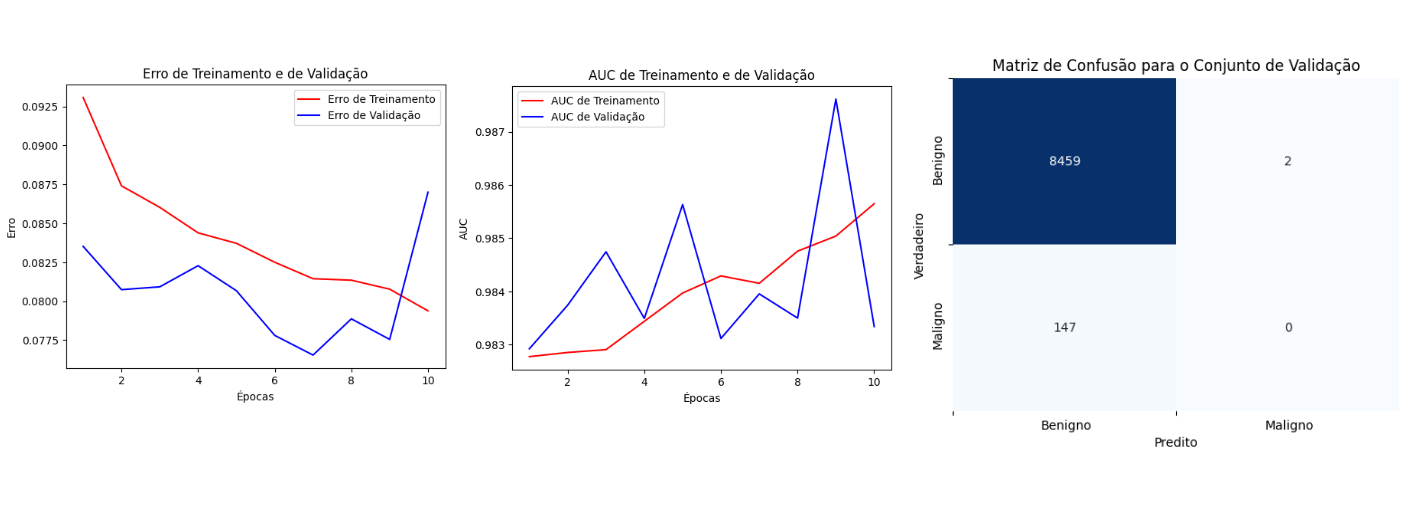 Erro de Treinamento e de Validação
Erro de Treinamento
Erro de Validação
0.0925
0.0900
0.0875
0.0850
0.0825
0.0800
0.0775
Erro
2 4 6 8 10
Épocas
AUC de Treinamento e de Validação
AUC de Treinamento
AUC de Validação
0.987
0.986
0.985
0.984
0.983
AUC
2 4 6 8 10
Épocas
Matriz de Confusão para o Conjunto de Validação
Verdadeiro
Benigno
8459 2
Maligno
147 0
Benigno Maligno
Predito